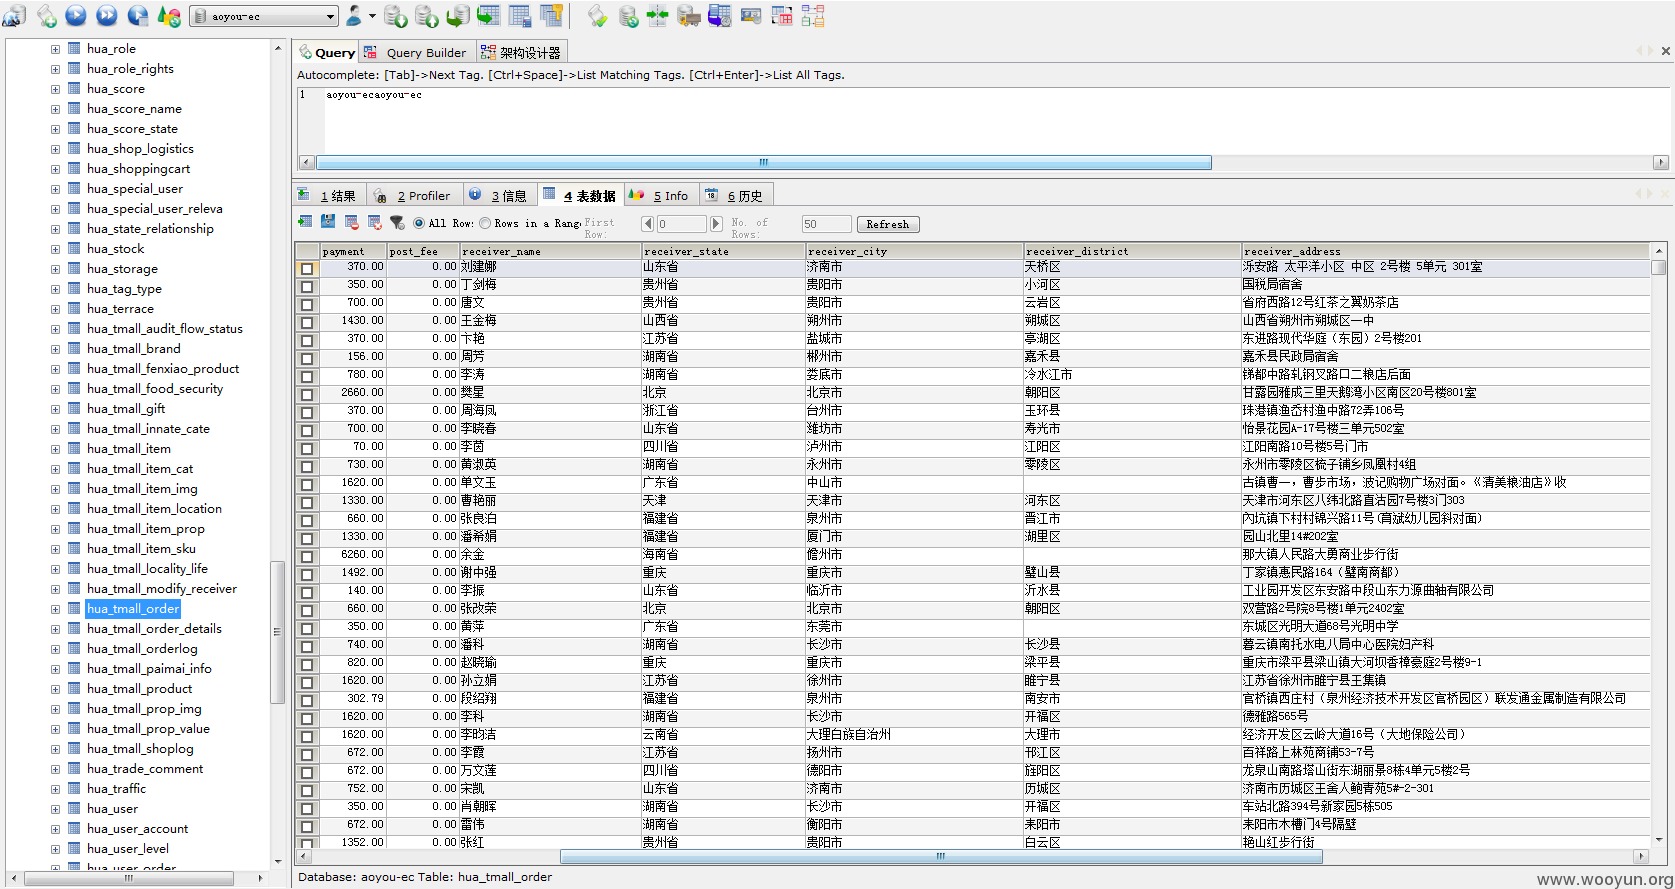 aoyou-ec
hua_role
hua_role_rights
hua_score
hua_score_name
hua_score_state
hua_shop_logistics
hua_shoppingcart
hua_special_user
hua_special_user_releva
hua_state_relationship
hua_stock
hua_storage
hua_tag_type
hua_terrace
hua_tmall_audit_flow_status
hua_tmall_brand
hua_tmall_fenxiao_product
hua_tmall_food_security
hua_tmall_gift
hua_tmall_innate_cate
hua_tmall_item
hua_tmall_item_cat
hua_tmall_item_img
hua_tmall_item_location
hua_tmall_item_prop
hua_tmall_item_sku
hua_tmall_locality_life
hua_tmall_modify_receiver
hua_tmall_order
hua_tmall_order_details
hua_tmall_orderlog
hua_tmall_paimai_info
hua_tmall_product
hua_tmall_prop_img
hua_tmall_prop_value
hua_tmall_shoplog
hua_trade_comment
hua_traffic
hua_user
hua_user_account
hua_user_level
hua_user_order
Query Query Builder 架构设计器
Autocomplete: [Tab]->Next Tag. [Ctrl+Space]->List Matching Tags. [Ctrl+Enter]->List All Tags.
1 aoyou-ecaoyou-ec
1 结果 2 Profiler 3 信息 4 表数据 5 Info 6 历史
All Row: Rows in a Rang First Row: 0 No. of Rows: 50 Refresh
payment post_fee receiver_name receiver_state receiver_city receiver_district receiver_address
370.00 0.00 刘建娜 山东省 济南市 天桥区 泺安路 太平洋小区 中区 2号楼 5单元 301室
350.00 0.00 丁剑梅 贵州省 贵阳市 小河区 国税局宿舍
700.00 0.00 唐文 贵州省 贵阳市 云岩区 省府西路12号红茶之翼奶茶店
1430.00 0.00 王金梅 山西省 朔州市 朔城区 山西省朔州市朔城区一中
370.00 0.00 卞艳 江苏省 盐城市 亭湖区 东进路现代华庭（东园）2号楼201
156.00 0.00 周芳 湖南省 郴州市 嘉禾县 嘉禾县民政局宿舍
780.00 0.00 李涛 湖南省 娄底市 冷水江市 锑都中路轧钢叉路口二粮店后面
2660.00 0.00 樊星 北京 北京市 朝阳区 甘露园雅成三里天鹅湾小区南区20号楼801室
370.00 0.00 周海凤 浙江省 台州市 玉环县 珠港镇渔岙村渔中路72弄106号
700.00 0.00 李晓春 山东省 潍坊市 寿光市 怡景花园A-17号楼三单元502室
70.00 0.00 李茵 四川省 泸州市 江阳区 江阳南路10号楼5号门市
730.00 0.00 黄淑英 湖南省 永州市 零陵区 永州市零陵区梳子铺乡凤凰村4组
1620.00 0.00 单文玉 广东省 中山市 古镇曹一，曹步市场，波记购物广场对面。《清美粮油店》收
1330.00 0.00 曹艳丽 天津 天津市 河东区 天津市河东区八纬北路直沽园7号楼3门303
660.00 0.00 张良泊 福建省 泉州市 晋江市 内坑镇下村村锦兴路11号(育斌幼儿园斜对面)
1330.00 0.00 潘希娟 福建省 厦门市 湖里区 园山北里14#202室
6260.00 0.00 余金 海南省 儋州市 那大镇人民路大勇商业步行街
1492.00 0.00 谢中强 重庆 重庆市 璧山县 丁家镇惠民路164（璧南商都）
140.00 0.00 李振 山东省 临沂市 沂水县 工业园开发区东安路中段山东力源曲轴有限公司
660.00 0.00 张改荣 北京 北京市 朝阳区 双营路2号院8号楼1单元2402室
350.00 0.00 黄萍 广东省 东莞市 东城区光明大道68号光明中学
740.00 0.00 潘科 湖南省 长沙市 长沙县 暮云镇南托水电八局中心医院妇产科
820.00 0.00 赵晓瑜 重庆 重庆市 梁平县 重庆市梁平县梁山镇大河坝香樟豪庭2号楼9-1
1620.00 0.00 孙立娟 江苏省 徐州市 睢宁县 江苏省徐州市睢宁县王集镇
302.79 0.00 段绍翔 福建省 泉州市 南安市 官桥镇西庄村（泉州经济技术开发区官桥园区）联发通金属制造有限公司
1620.00 0.00 李科 湖南省 长沙市 开福区 德雅路565号
1620.00 0.00 李昀洁 云南省 大理白族自治州 大理市 经济开发区云岭大道16号（大地保险公司）
672.00 0.00 李霞 江苏省 扬州市 邗江区 百祥路上林苑商铺53-7号
672.00 0.00 万文莲 四川省 德阳市 旌阳区 龙泉山南路塔山街东湖丽景8栋4单元5楼2号
752.00 0.00 宋凯 山东省 济南市 历城区 济南市历城区王舍人鲍青苑5#-2-301
350.00 0.00 肖朝晖 湖南省 长沙市 开福区 车站北路394号新家园5栋505
672.00 0.00 雷伟 湖南省 衡阳市 耒阳市 耒阳市木槽门4号隔壁
1352.00 0.00 张红 贵州省 贵阳市 白云区 艳山红步行街
Database: aoyou-ec Table: hua_tmall_order
www.wooyun.org